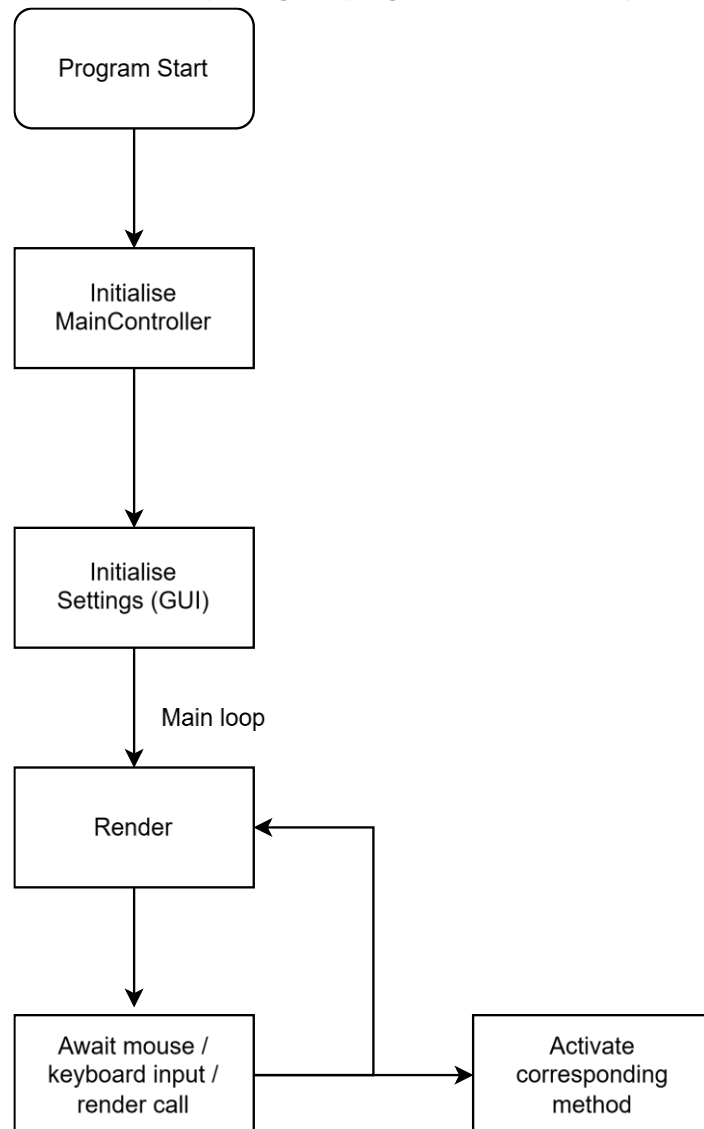 Program Start
Initialise
MainController
Initialise
Settings (GUI)
Main loop
Render
Await mouse /
keyboard input /
render call
Activate
corresponding
method